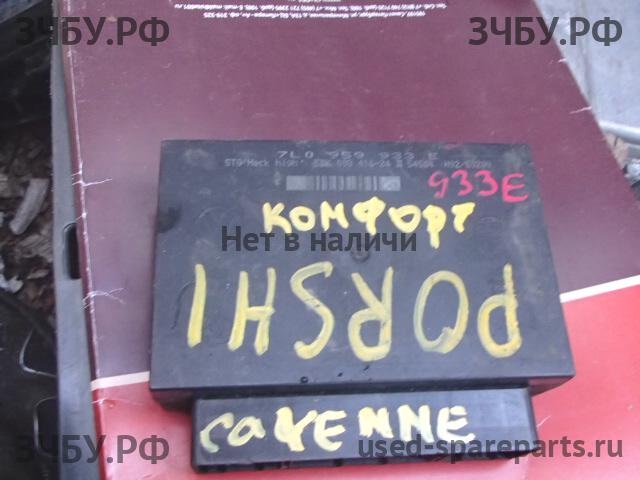 ЗЧБУ.РФ
ЗЧБУ.РФ
7L0 959 933 E
933E
КОМФОРТ
Нет в наличи
PORSHI
CAYENNE
ЗЧБУ.РФ
used-spareparts.ru